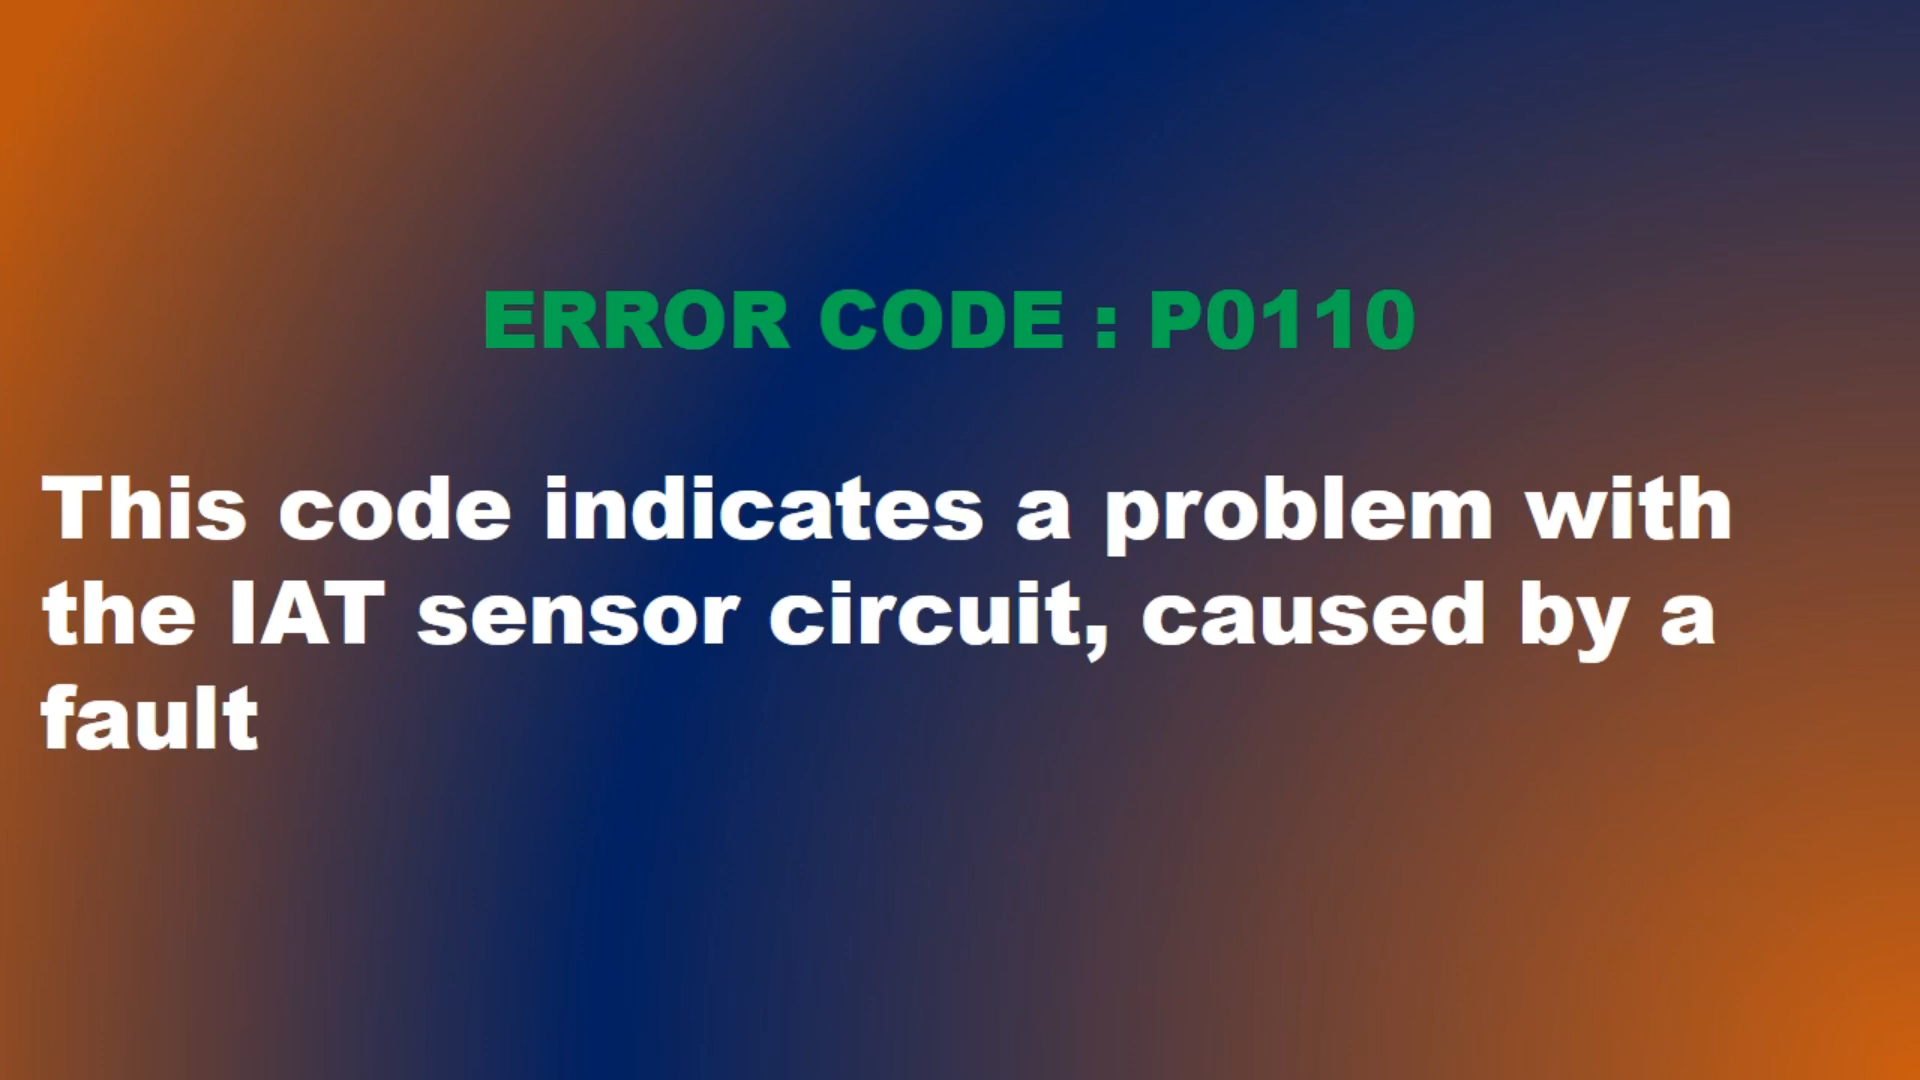 ERROR CODE : P0110
This code indicates a problem with
the IAT sensor circuit, caused by a
fault